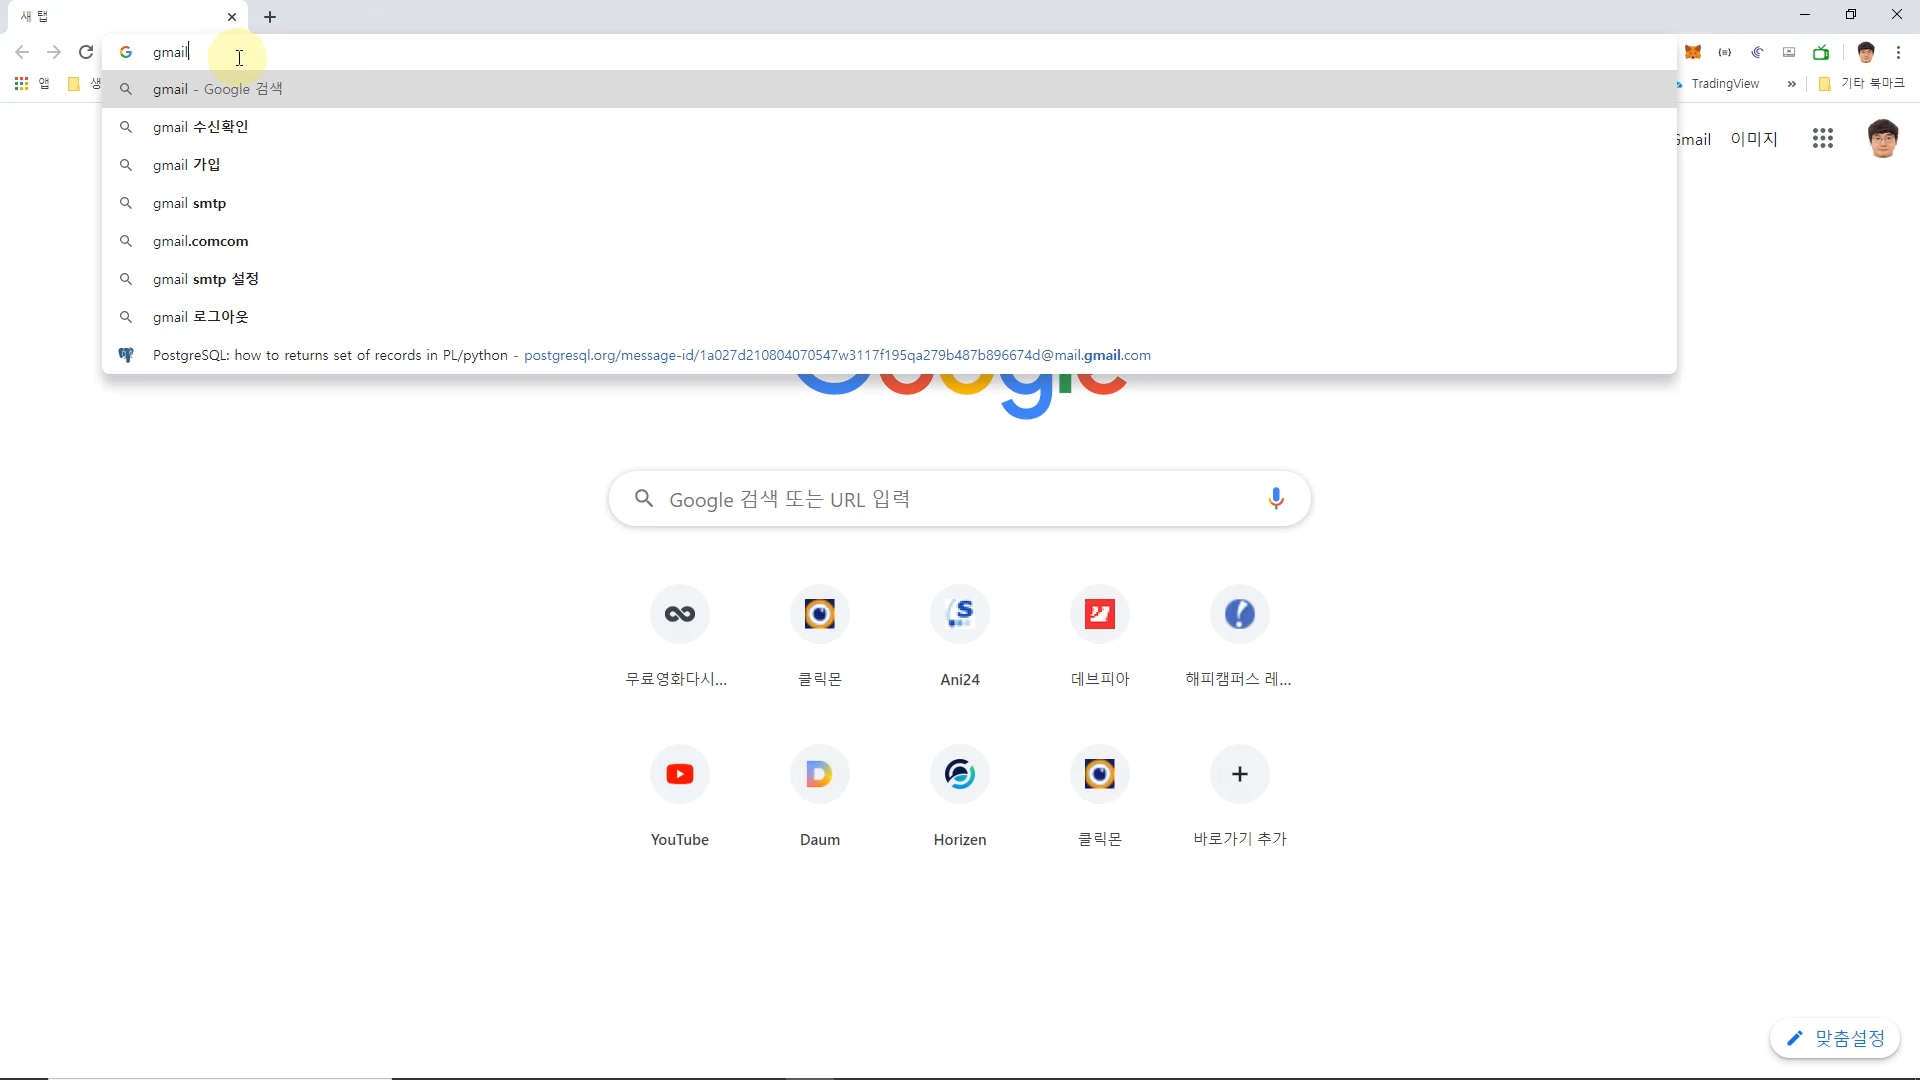 새 탭
gmail
앱
생
gmail - Google 검색
TradingView
»
기타 북마크
gmail 수신확인
Gmail
이미지
gmail 가입
gmail smtp
gmail.comcom
gmail smtp 설정
gmail 로그아웃
PostgreSQL: how to returns set of records in PL/python - postgresql.org/message-id/1a027d210804070547w3117f195qa279b487b896674d@mail.gmail.com
Google
Google 검색 또는 URL 입력
무료영화다시...
클릭몬
Ani24
데브피아
해피캠퍼스 레...
YouTube
Daum
Horizen
클릭몬
바로가기 추가
맞춤설정